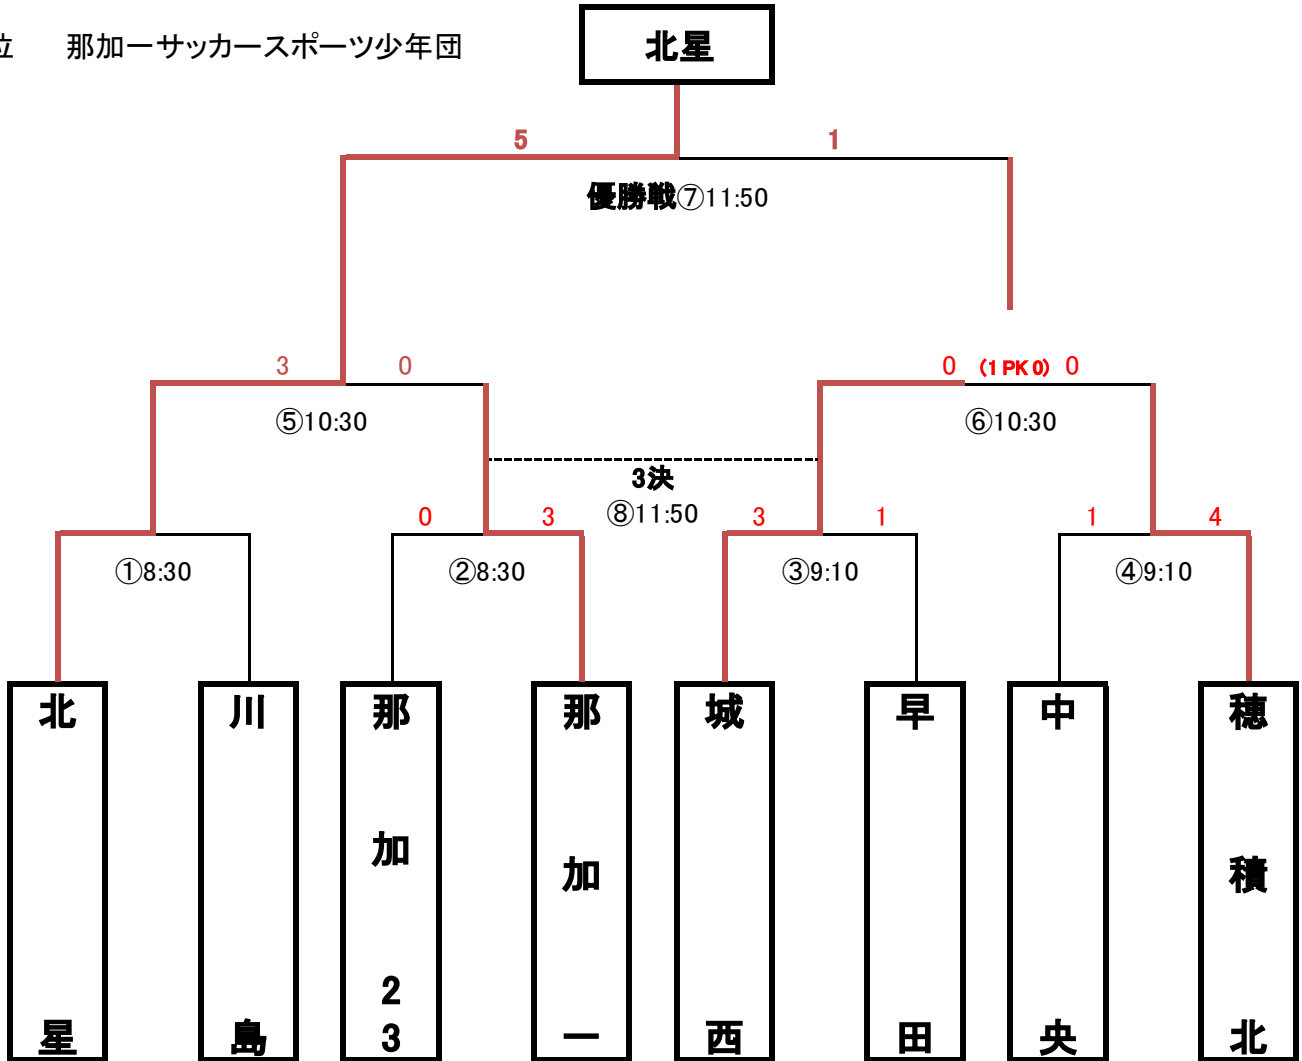 位　　那加一サッカースポーツ少年団
北星
5
1
優勝戦⑦11:50
3
0
0 (1 PK 0) 0
⑤10:30
⑥10:30
3決
⑧11:50
0
3
3
1
1
4
①8:30
②8:30
③9:10
④9:10
北星
川島
那加23
那加一
城西
早田
中央
穂積北